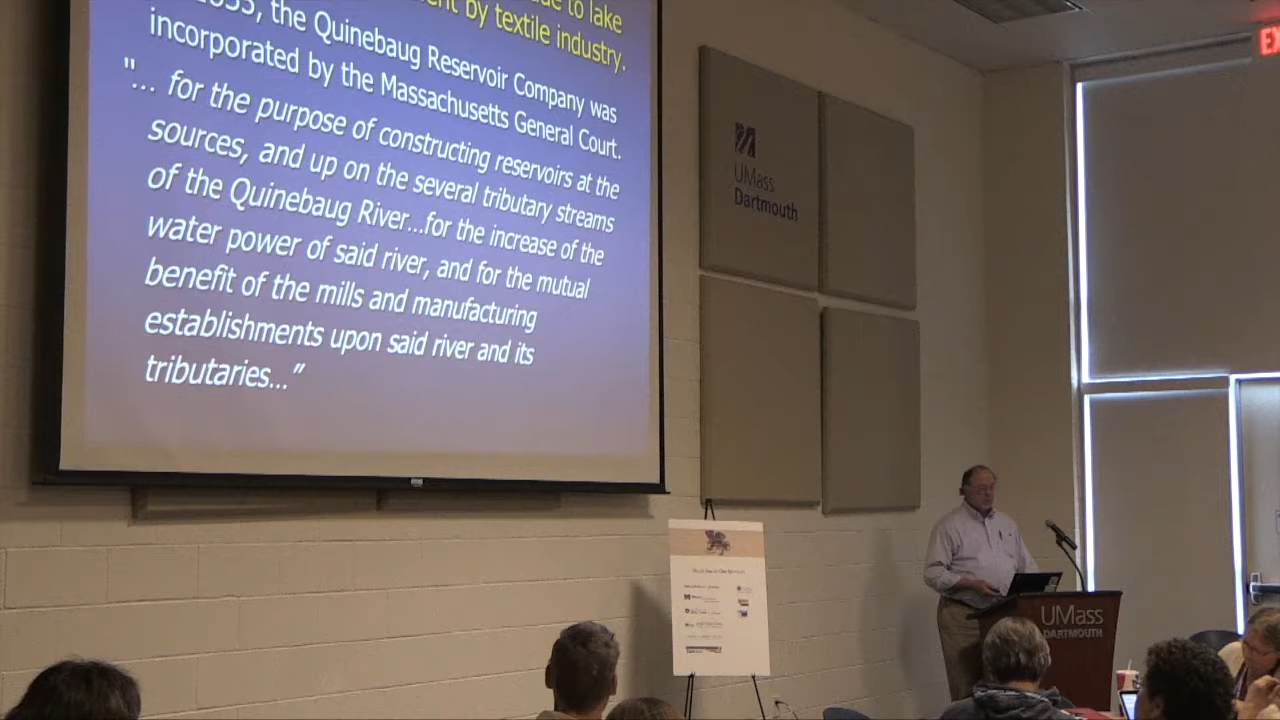 due to lake
by textile industry.
the Quinebaug Reservoir Company was
incorporated by the Massachusetts General Court.
"... for the purpose of constructing reservoirs at the
sources, and up on the several tributary streams
of the Quinebaug River...for the increase of the
water power of said river, and for the mutual
benefit of the mills and manufacturing
establishments upon said river and its
tributaries...”
UMass
Dartmouth
UMass
DARTMOUTH